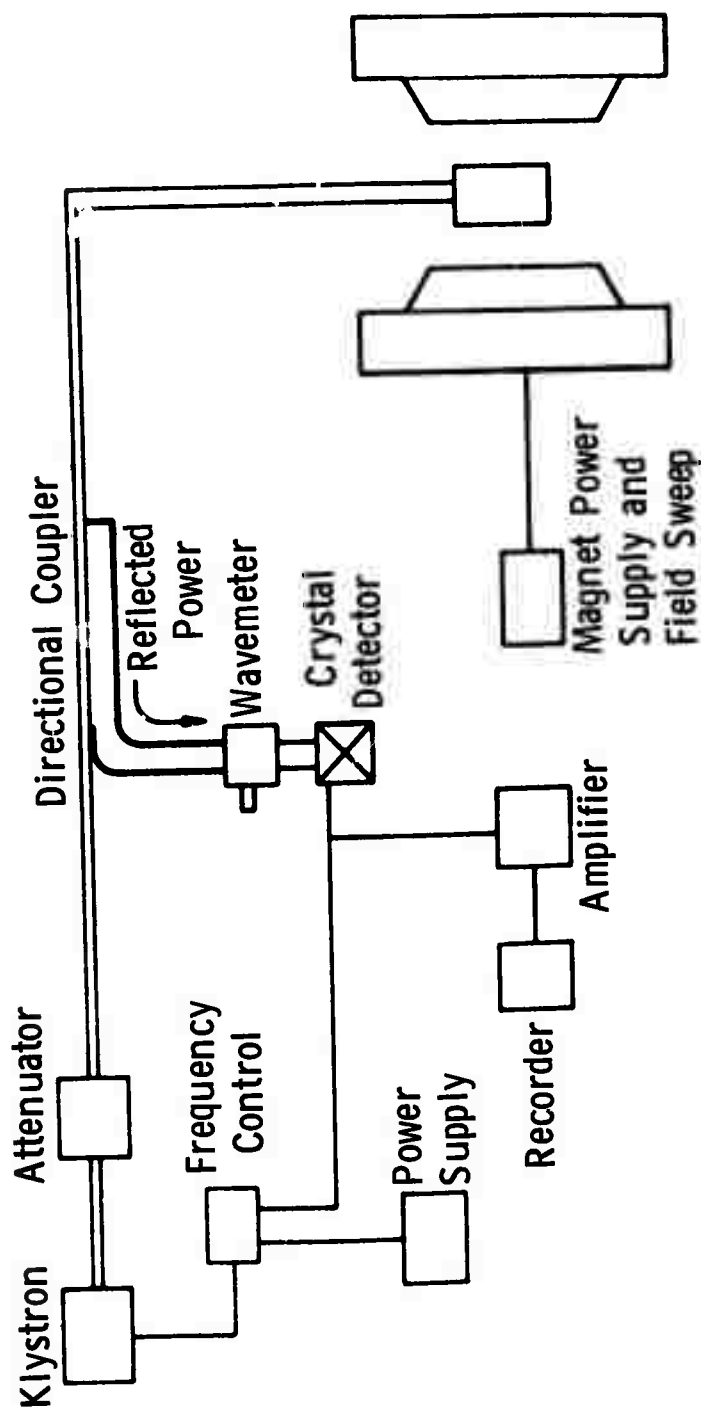 Klystron
Attenuator
Directional Coupler
Reflected
Power
Wavemeter
Crystal
Detector
Frequency
Control
Power
Supply
Recorder
Amplifier
Magnet Power
Supply and
Field Sweep